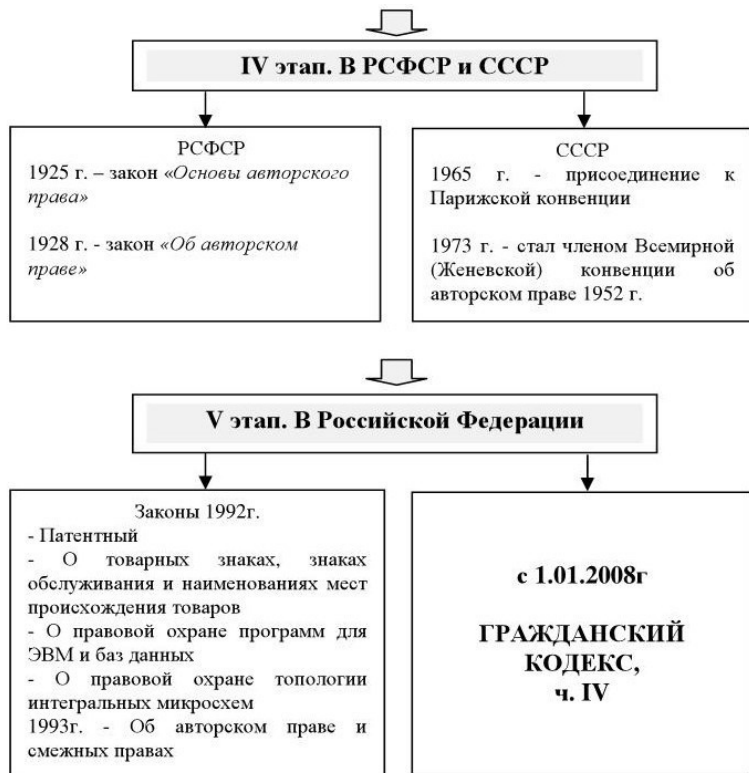 IV этап. В РСФСР и СССР
РСФСР
1925 г. – закон «Основы авторского
права»
1928 г. - закон «Об авторском
праве»
СССР
1965 г. - присоединение к
Парижской конвенции
1973 г. - стал членом Всемирной
(Женевской) конвенции об
авторском праве 1952 г.
V этап. В Российской Федерации
Законы 1992г.
- Патентный
- О товарных знаках, знаках
обслуживания и наименованиях мест
происхождения товаров
- О правовой охране программ для
ЭВМ и баз данных
- О правовой охране топологии
интегральных микросхем
1993г. - Об авторском праве и
смежных правах
с 1.01.2008г
ГРАЖДАНСКИЙ
КОДЕКС,
ч. IV